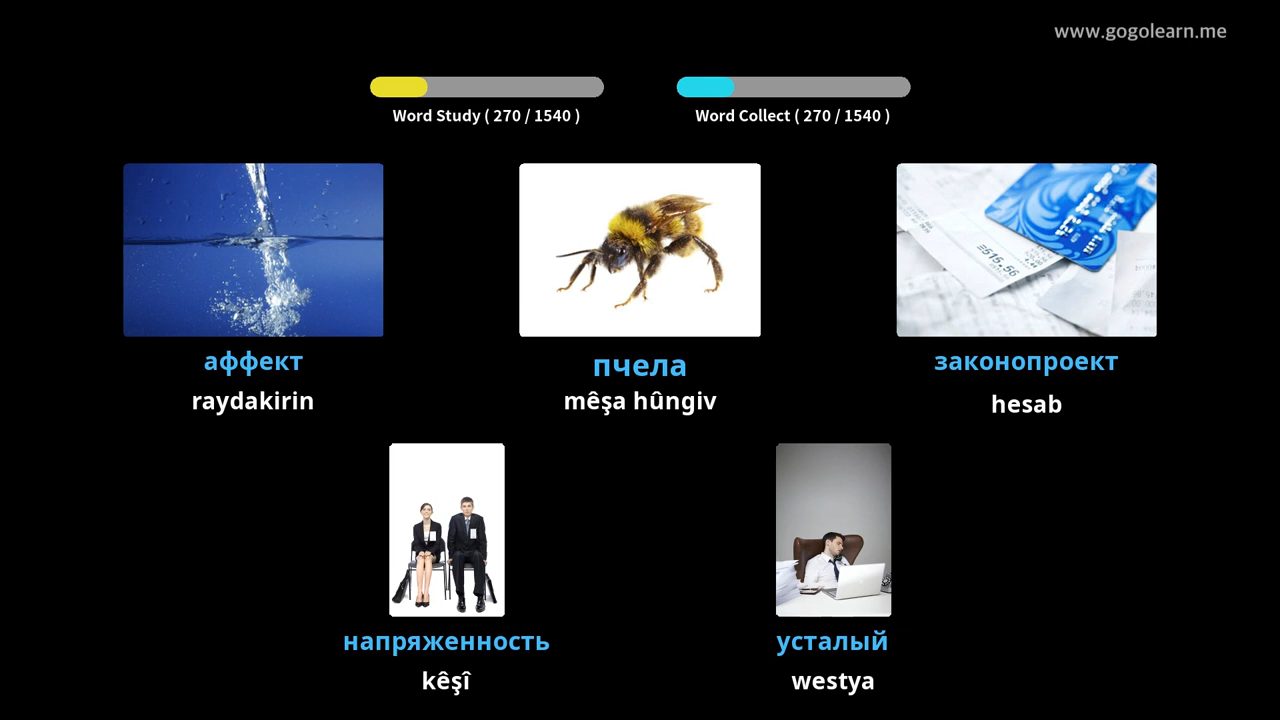 www.gogolearn.me
Word Study ( 270 / 1540 )
Word Collect ( 270 / 1540 )
аффект
raydakirin
пчела
mêşa hûngiv
законопроект
hesab
напряженность
kêşî
усталый
westya